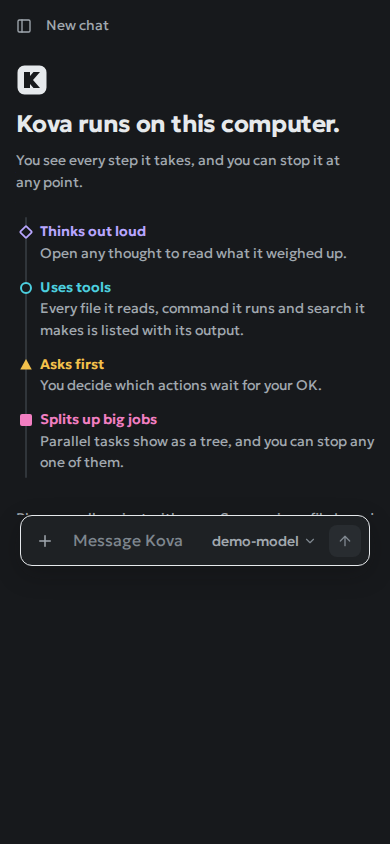 New chat
K
Kova runs on this computer.
You see every step it takes, and you can stop it at
any point.
Thinks out loud
Open any thought to read what it weighed up.
Uses tools
Every file it reads, command it runs and search it
makes is listed with its output.
Asks first
You decide which actions wait for your OK.
Splits up big jobs
Parallel tasks show as a tree, and you can stop any
one of them.
Message Kova
demo-model